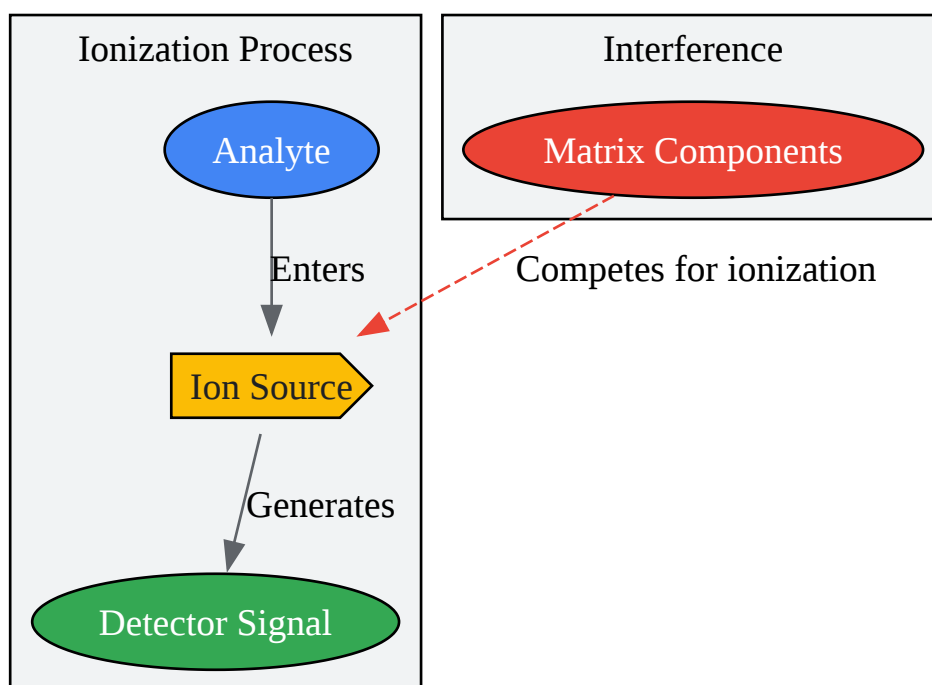 Ionization Process
Interference
Analyte
Matrix Components
Enters
Competes for ionization
Ion Source
Generates
Detector Signal